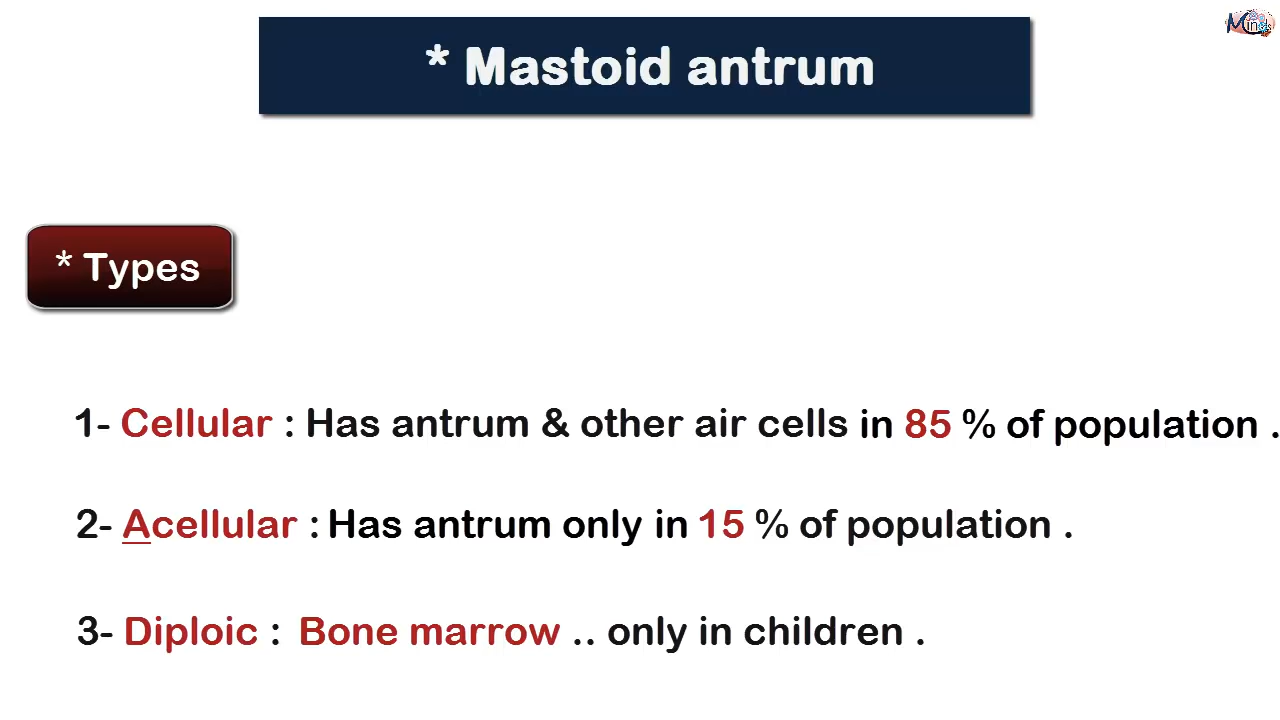 Minds
* Mastoid antrum
* Types
1- Cellular : Has antrum & other air cells in 85 % of population .
2- Acellular : Has antrum only in 15 % of population .
3- Diploic : Bone marrow .. only in children .